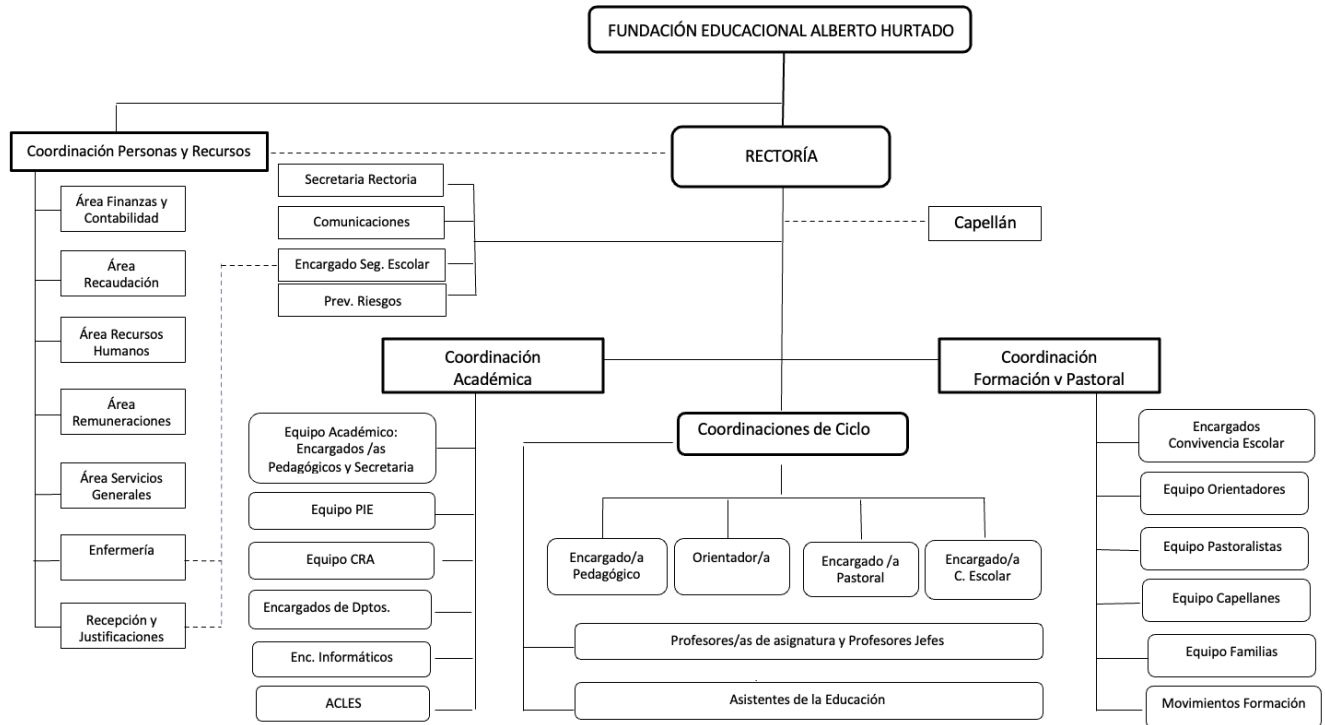 FUNDACIÓN EDUCACIONAL ALBERTO HURTADO
Coordinación Personas y Recursos
RECTORÍA
Secretaria Rectoria
Comunicaciones
Encargado Seg. Escolar
Prev. Riesgos
Capellán
Área Finanzas y
Contabilidad
Área
Recaudación
Área Recursos
Humanos
Área
Remuneraciones
Área Servicios
Generales
Enfermería
Recepción y
Justificaciones
Coordinación
Académica
Equipo Académico:
Encargados /as
Pedagógicos y Secretaria
Equipo PIE
Equipo CRA
Encargados de Dptos.
Enc. Informáticos
ACLES
Coordinaciones de Ciclo
Encargado/a
Pedagógico
Orientador/a
Encargado /a
Pastoral
Encargado/a
C. Escolar
Profesores/as de asignatura y Profesores Jefes
Asistentes de la Educación
Coordinación
Formación v Pastoral
Encargados
Convivencia Escolar
Equipo Orientadores
Equipo Pastoralistas
Equipo Capellanes
Equipo Familias
Movimientos Formación